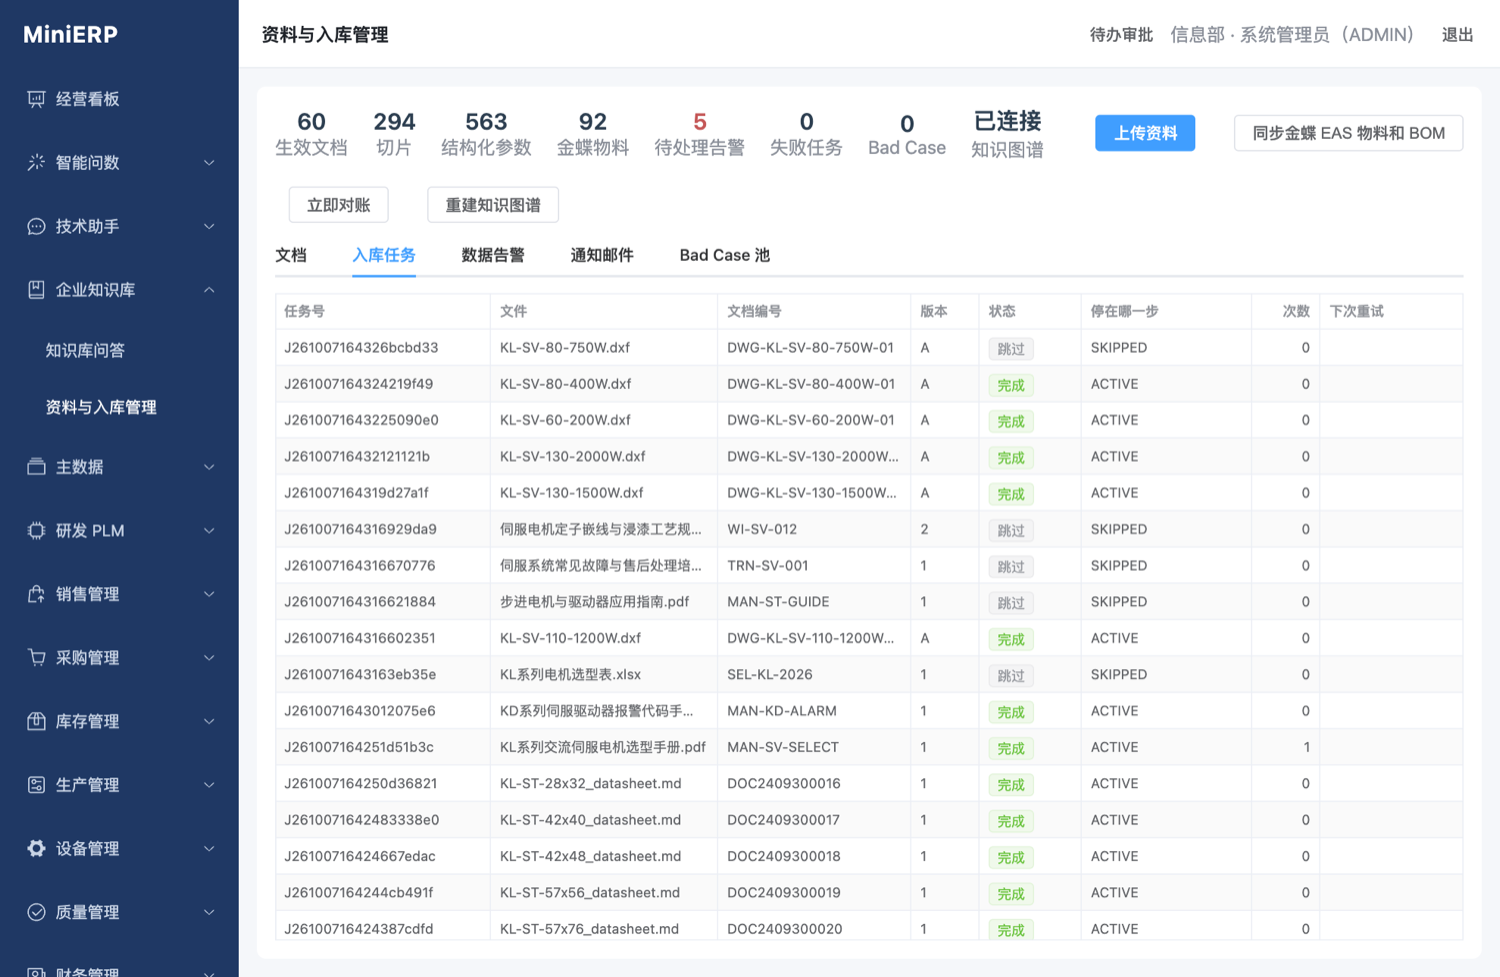 MiniERP
经营看板
智能问数
技术助手
企业知识库
知识库问答
资料与入库管理
主数据
研发 PLM
销售管理
采购管理
库存管理
生产管理
设备管理
质量管理
财务管理
资料与入库管理
待办审批 信息部 · 系统管理员（ADMIN） 退出
60 294 563 92 5 0 0 已连接
生效文档 切片 结构化参数 金蝶物料 待处理告警 失败任务 Bad Case 知识图谱
上传资料 同步金蝶 EAS 物料和 BOM
立即对账 重建知识图谱
文档 入库任务 数据告警 通知邮件 Bad Case 池
任务号 文件 文档编号 版本 状态 停在哪一步 次数 下次重试
J261007164326bcbd33 KL-SV-80-750W.dxf DWG-KL-SV-80-750W-01 A 跳过 SKIPPED 0
J261007164324219f49 KL-SV-80-400W.dxf DWG-KL-SV-80-400W-01 A 完成 ACTIVE 0
J2610071643225090e0 KL-SV-60-200W.dxf DWG-KL-SV-60-200W-01 A 完成 ACTIVE 0
J26100716432121121b KL-SV-130-2000W.dxf DWG-KL-SV-130-2000W... A 完成 ACTIVE 0
J261007164319d27a1f KL-SV-130-1500W.dxf DWG-KL-SV-130-1500W... A 完成 ACTIVE 0
J261007164316929da9 伺服电机定子嵌线与浸漆工艺规... WI-SV-012 2 跳过 SKIPPED 0
J261007164316670776 伺服系统常见故障与售后处理培... TRN-SV-001 1 跳过 SKIPPED 0
J261007164316621884 步进电机与驱动器应用指南.pdf MAN-ST-GUIDE 1 跳过 SKIPPED 0
J261007164316602351 KL-SV-110-1200W.dxf DWG-KL-SV-110-1200W... A 完成 ACTIVE 0
J2610071643163eb35e KL系列电机选型表.xlsx SEL-KL-2026 1 跳过 SKIPPED 0
J2610071643012075e6 KD系列伺服驱动器报警代码手... MAN-KD-ALARM 1 完成 ACTIVE 0
J261007164251d51b3c KL系列交流伺服电机选型手册.pdf MAN-SV-SELECT 1 完成 ACTIVE 1
J261007164250d36821 KL-ST-28x32_datasheet.md DOC2409300016 1 完成 ACTIVE 0
J2610071642483338e0 KL-ST-42x40_datasheet.md DOC2409300017 1 完成 ACTIVE 0
J26100716424667edac KL-ST-42x48_datasheet.md DOC2409300018 1 完成 ACTIVE 0
J261007164244cb491f KL-ST-57x56_datasheet.md DOC2409300019 1 完成 ACTIVE 0
J26100716424387cdfd KL-ST-57x76_datasheet.md DOC2409300020 1 完成 ACTIVE 0